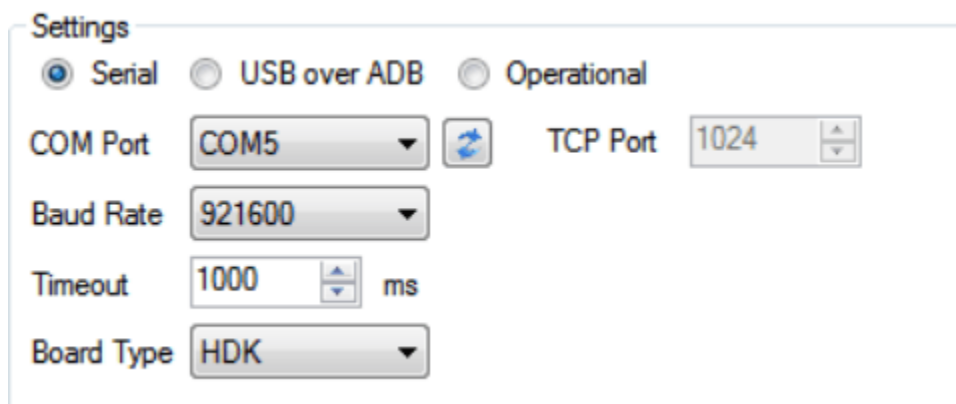 Settings
Serial USB over ADB Operational
COM Port COM5 TCP Port 1024
Baud Rate 921600
Timeout 1000 ms
Board Type HDK